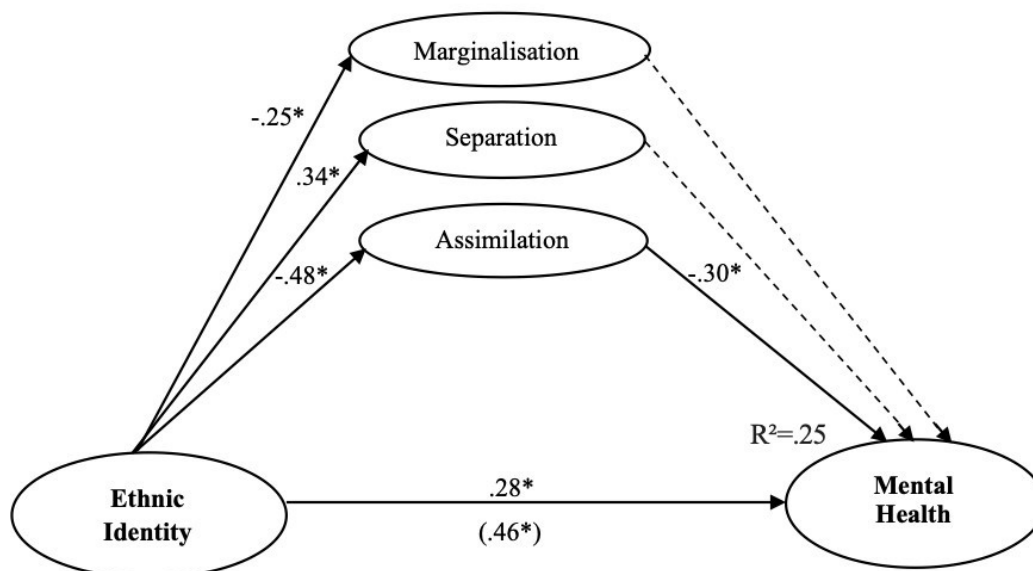 Marginalisation
-.25*
Separation
.34*
Assimilation
-.48*
-.30*
R²=.25
Ethnic
Identity
.28*
(.46*)
Mental
Health